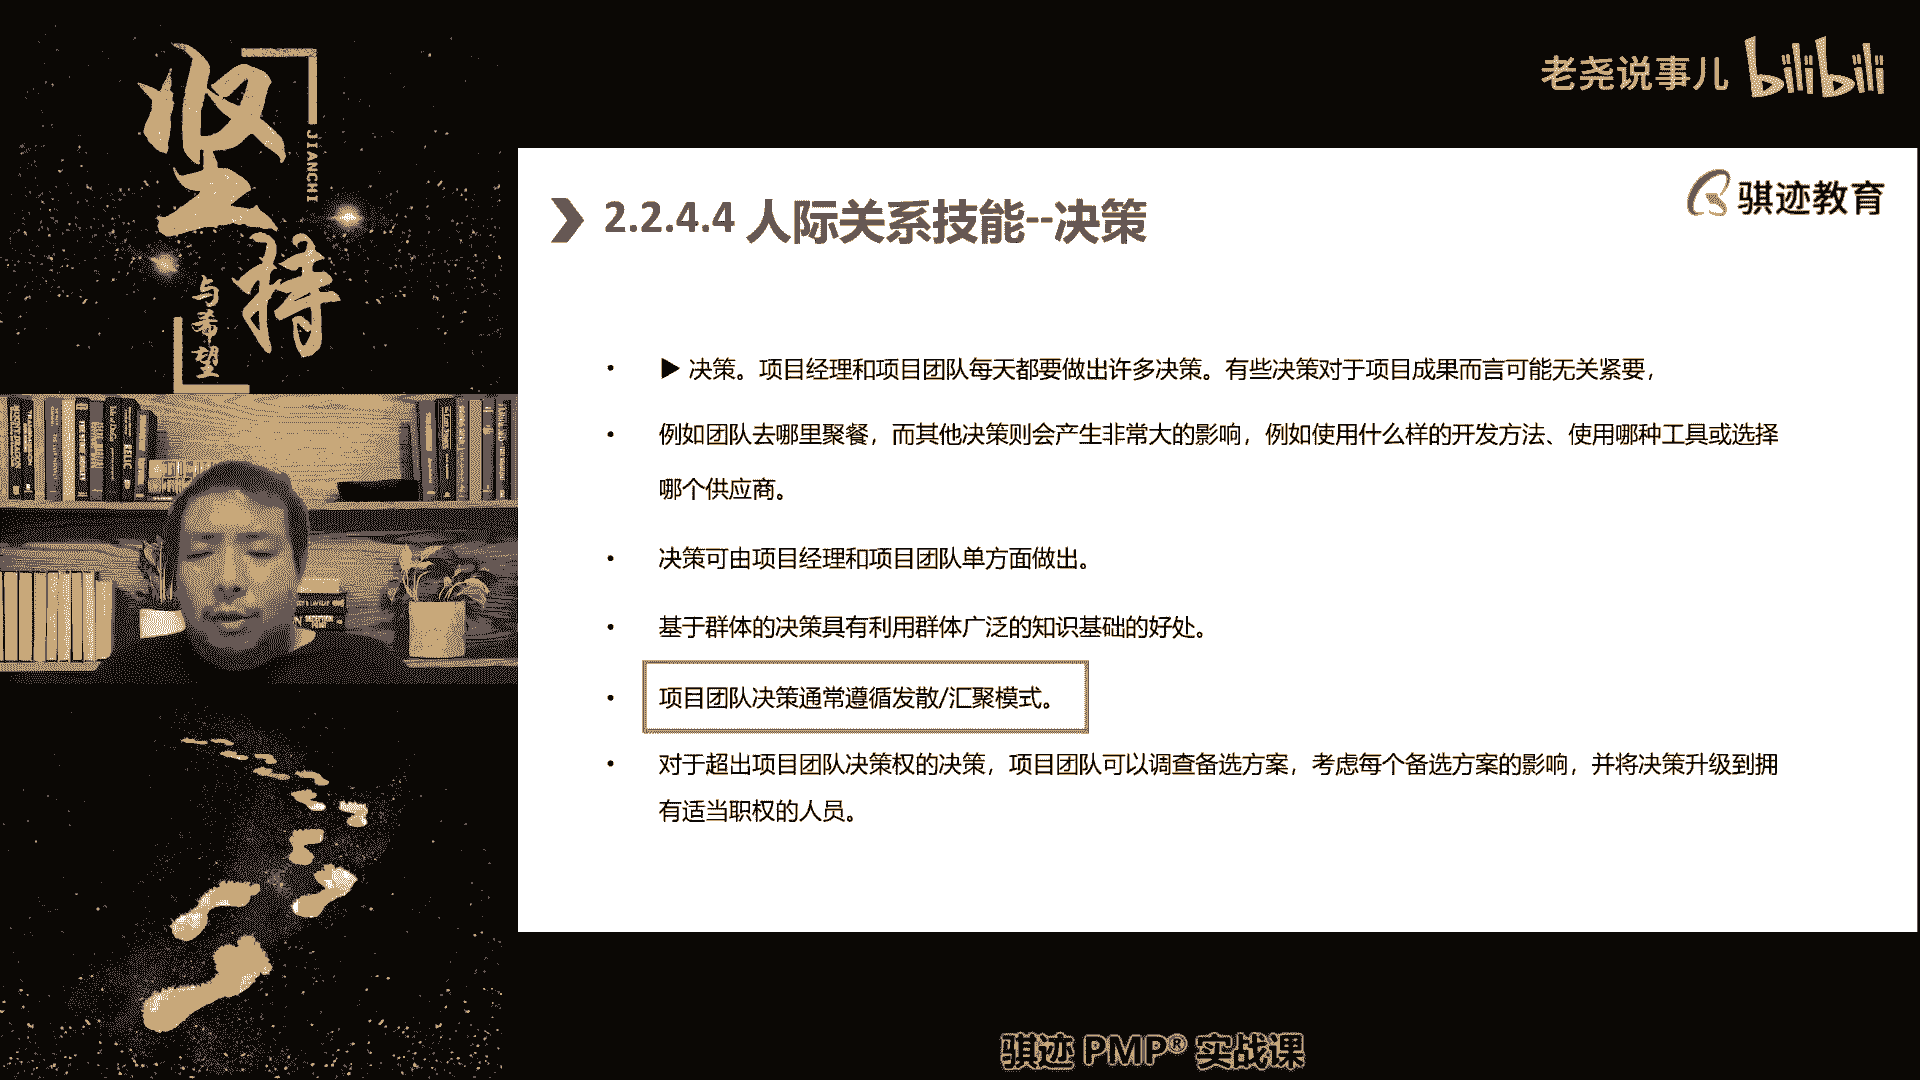 坚持
JIANCHI
与希望
老尧说事儿 bilibili
骐迹教育
2.2.4.4 人际关系技能--决策
• ▶ 决策。项目经理和项目团队每天都要做出许多决策。有些决策对于项目成果而言可能无关紧要，
• 例如团队去哪里聚餐，而其他决策则会产生非常大的影响，例如使用什么样的开发方法、使用哪种工具或选择
哪个供应商。
• 决策可由项目经理和项目团队单方面做出。
• 基于群体的决策具有利用群体广泛的知识基础的好处。
• 项目团队决策通常遵循发散/汇聚模式。
• 对于超出项目团队决策权的决策，项目团队可以调查备选方案，考虑每个备选方案的影响，并将决策升级到拥
有适当职权的人员。
骐迹 PMP® 实战课